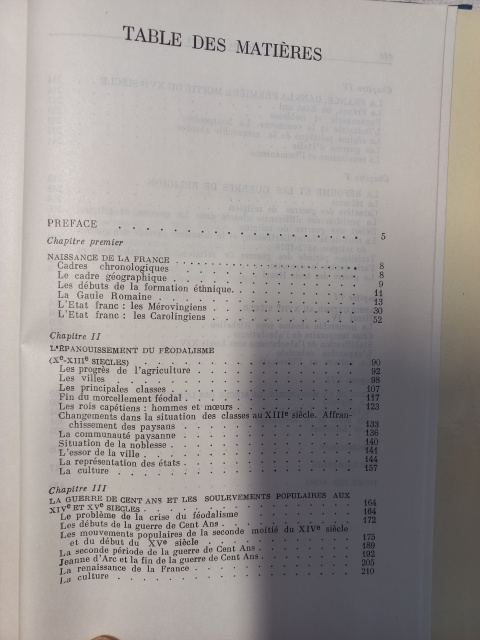 TABLE DES MATIÈRES
PREFACE . . . . . . . . . . . . . . . . . 5
Chapitre premier
NAISSANCE DE LA FRANCE . . . . . . . . . . . . . . . . . 8
Cadres chronologiques . . . . . . . . . . . . . . . . . 8
Le cadre géographique . . . . . . . . . . . . . . . . . 9
Les débuts de la formation ethnique. . . . . . . . . . . . 11
La Gaule Romaine . . . . . . . . . . . . . . . . . 13
L'Etat franc : les Mérovingiens . . . . . . . . . . . . . 30
L'Etat franc : les Carolingiens . . . . . . . . . . . . . 52
Chapitre II
L'ÉPANOUISSEMENT DU FÉODALISME
(Xe-XIIIe SIECLES) . . . . . . . . . . . . . . . . . 90
Les progrès de l'agriculture . . . . . . . . . . . . . . 92
Les villes . . . . . . . . . . . . . . . . . 98
Les principales classes . . . . . . . . . . . . . . . . . 107
Fin du morcellement féodal . . . . . . . . . . . . . . . 117
Les rois capétiens : hommes et mœurs . . . . . . . . . . . 123
Changements dans la situation des classes au XIIIe siècle. Affran-
chissement des paysans . . . . . . . . . . . . . . . 133
La communauté paysanne . . . . . . . . . . . . . . . 136
Situation de la noblesse . . . . . . . . . . . . . . . 140
L'essor de la ville . . . . . . . . . . . . . . . . . 141
La représentation des états . . . . . . . . . . . . . . 144
La culture . . . . . . . . . . . . . . . . . 157
Chapitre III
LA GUERRE DE CENT ANS ET LES SOULEVEMENTS POPULAIRES AUX
XIVe ET XVe SIECLES . . . . . . . . . . . . . . . . . 164
Le problème de la crise du féodalisme . . . . . . . . . . 164
Les débuts de la guerre de Cent Ans . . . . . . . . . . . 172
Les mouvements populaires de la seconde moitié du XIVe siècle
et du début du XVe siècle . . . . . . . . . . . . . . 175
La seconde période de la guerre de Cent Ans . . . . . . . . 189
Jeanne d'Arc et la fin de la guerre de Cent Ans . . . . . . 192
La renaissance de la France . . . . . . . . . . . . . . 205
La culture . . . . . . . . . . . . . . . . . 210